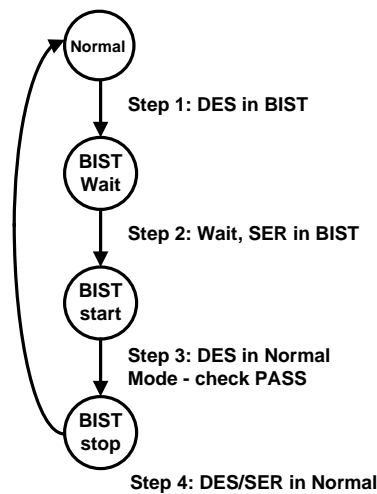 Normal
Step 1: DES in BIST
BIST
Wait
Step 2: Wait, SER in BIST
BIST
start
Step 3: DES in Normal
Mode - check PASS
BIST
stop
Step 4: DES/SER in Normal